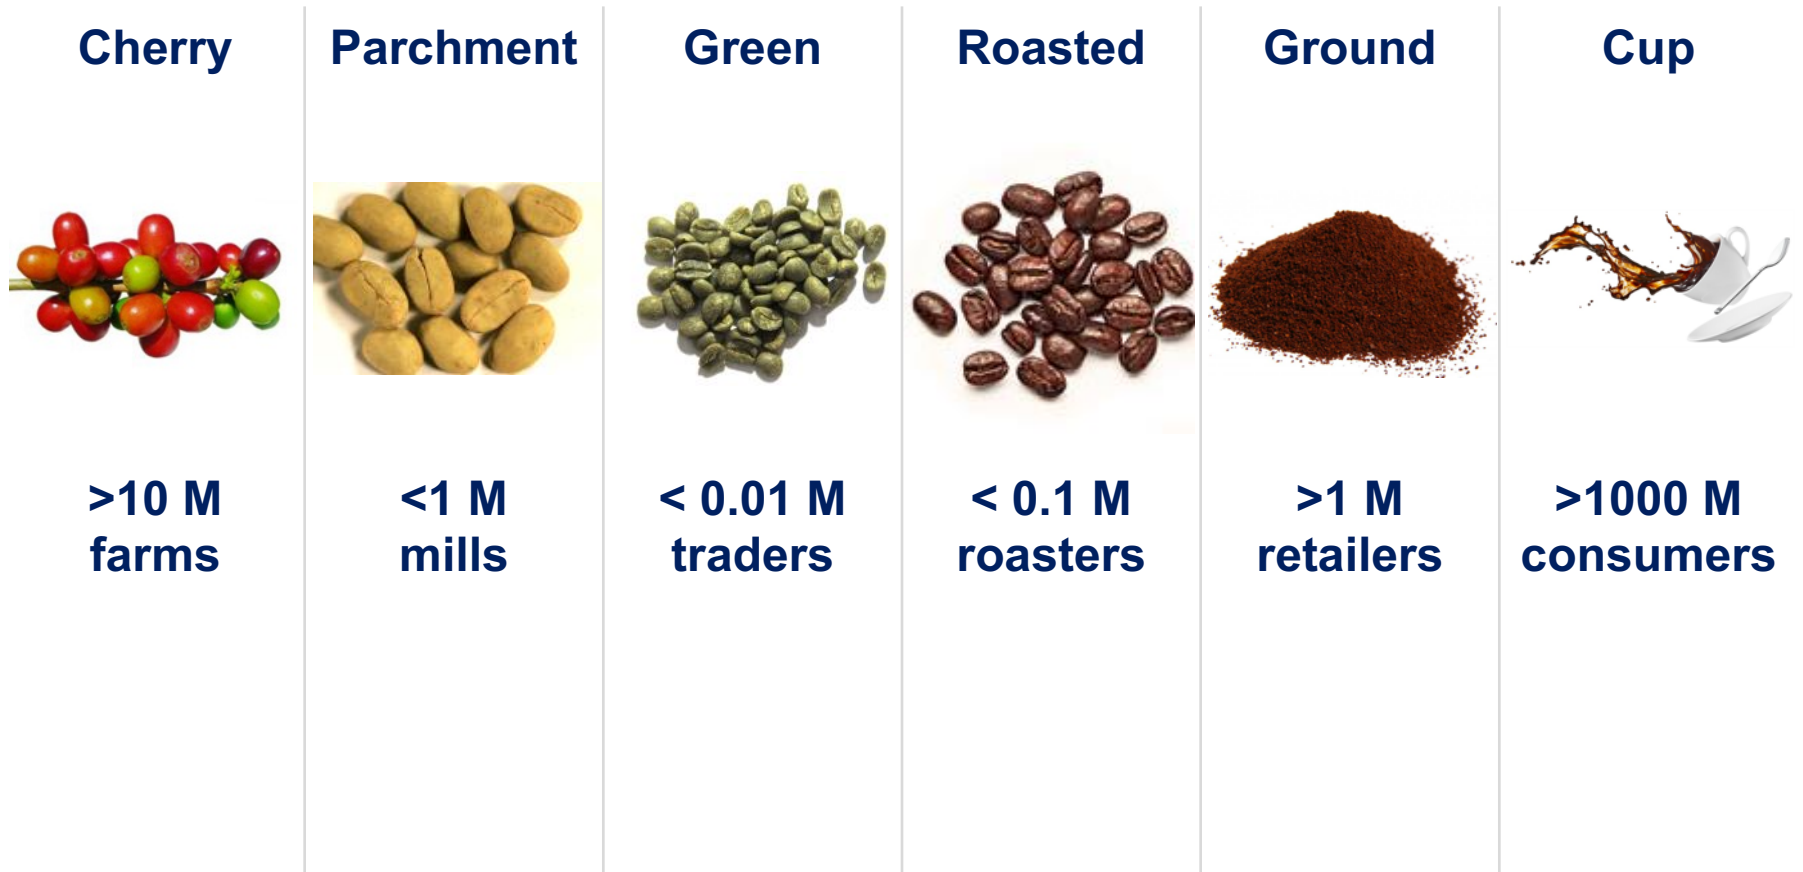 Cherry
Parchment
Green
Roasted
Ground
Cup
>10 M
farms
<1 M
mills
< 0.01 M
traders
< 0.1 M
roasters
>1 M
retailers
>1000 M
consumers